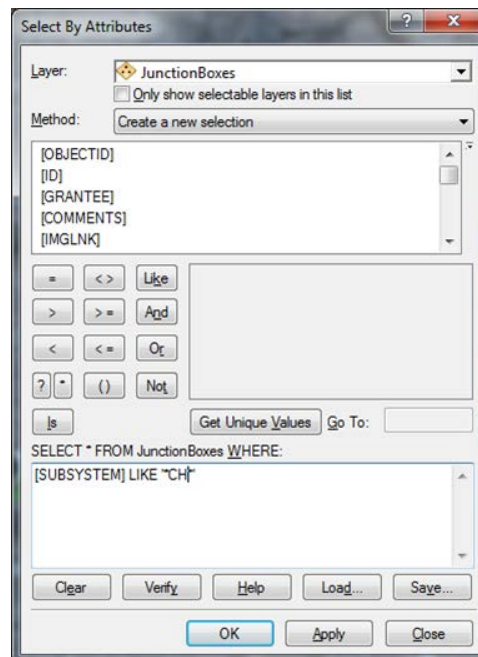 Select By Attributes
Layer: JunctionBoxes
Only show selectable layers in this list
Method: Create a new selection
[OBJECTID]
[ID]
[GRANTEE]
[COMMENTS]
[IMGLNK]
= < > Like
> > = And
< < = Or
? * () Not
Is Get Unique Values Go To:
SELECT * FROM JunctionBoxes WHERE:
[SUBSYSTEM] LIKE '*CH*'
Clear Verify Help Load... Save...
OK Apply Close